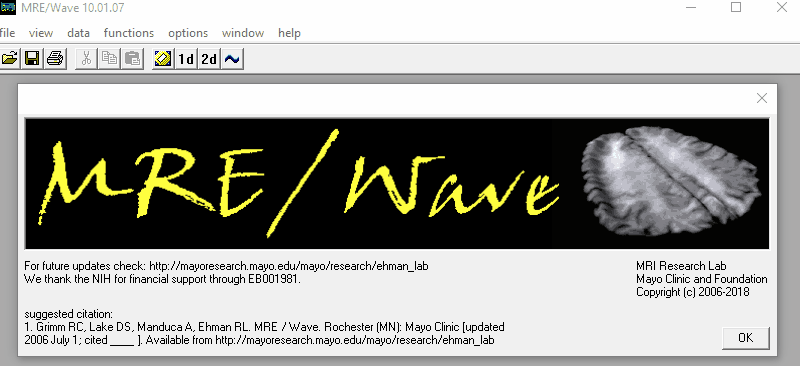 MRE/Wave 10.01.07
file view data functions options window help
1d 2d
MRE/Wave
For future updates check: http://mayoresearch.mayo.edu/mayo/research/ehman_lab
We thank the NIH for financial support through EB001981.
MRI Research Lab
Mayo Clinic and Foundation
Copyright (c) 2006-2018
suggested citation:
1. Grimm RC, Lake DS, Manduca A, Ehman RL. MRE / Wave. Rochester (MN): Mayo Clinic [updated
2006 July 1; cited ____ ]. Available from http://mayoresearch.mayo.edu/mayo/research/ehman_lab
OK